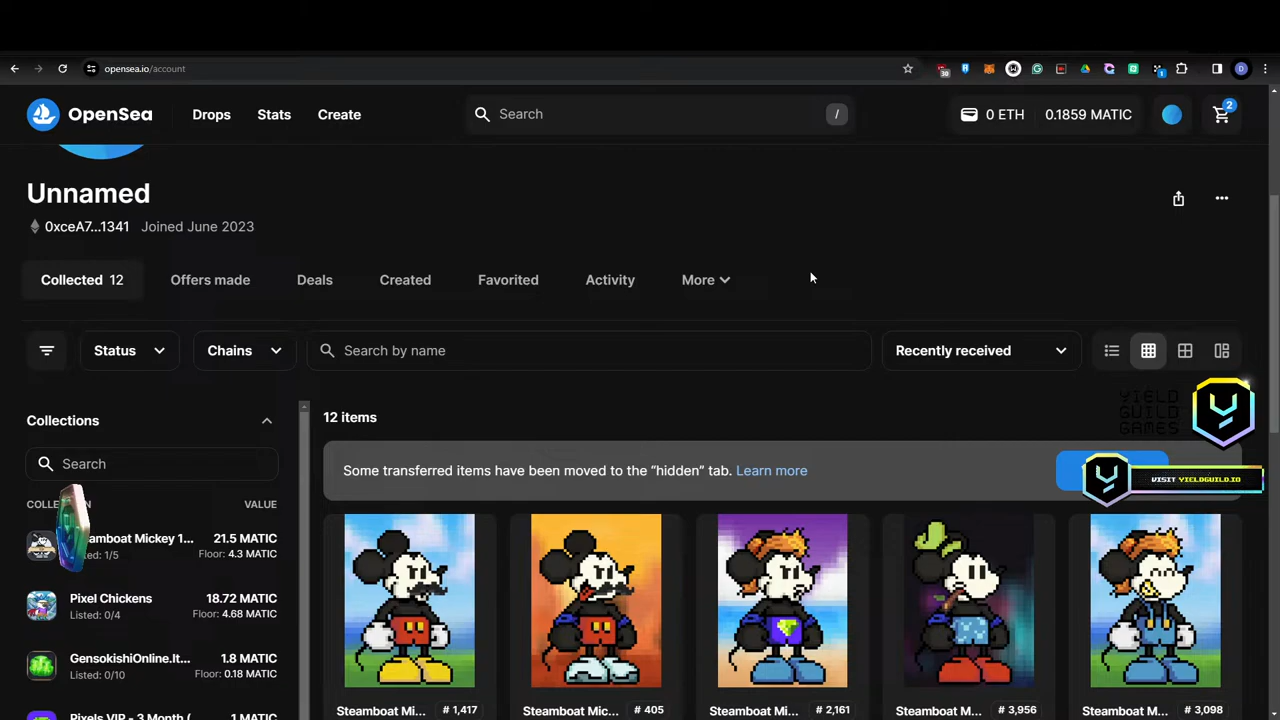 opensea.io/account
30
1
D
OpenSea
Drops
Stats
Create
Search
/
0 ETH
0.1859 MATIC
2
Unnamed
0xceA7...1341
Joined June 2023
Collected 12
Offers made
Deals
Created
Favorited
Activity
More
Status
Chains
Search by name
Recently received
YIELD
GUILD
GAMES
Collections
12 items
Search
Some transferred items have been moved to the “hidden” tab. Learn more
VISIT YIELDGUILD.IO
VALUE
amboat Mickey 1...
21.5 MATIC
1/5
Floor: 4.3 MATIC
Pixel Chickens
18.72 MATIC
Listed: 0/4
Floor: 4.68 MATIC
GensokishiOnline.It...
1.8 MATIC
Listed: 0/10
Floor: 0.18 MATIC
Pixels VIP - 3 Month (
1 MATIC
Steamboat Mi...
# 1,417
Steamboat Mic...
# 405
Steamboat Mi...
# 2,161
Steamboat M...
# 3,956
Steamboat M...
# 3,098